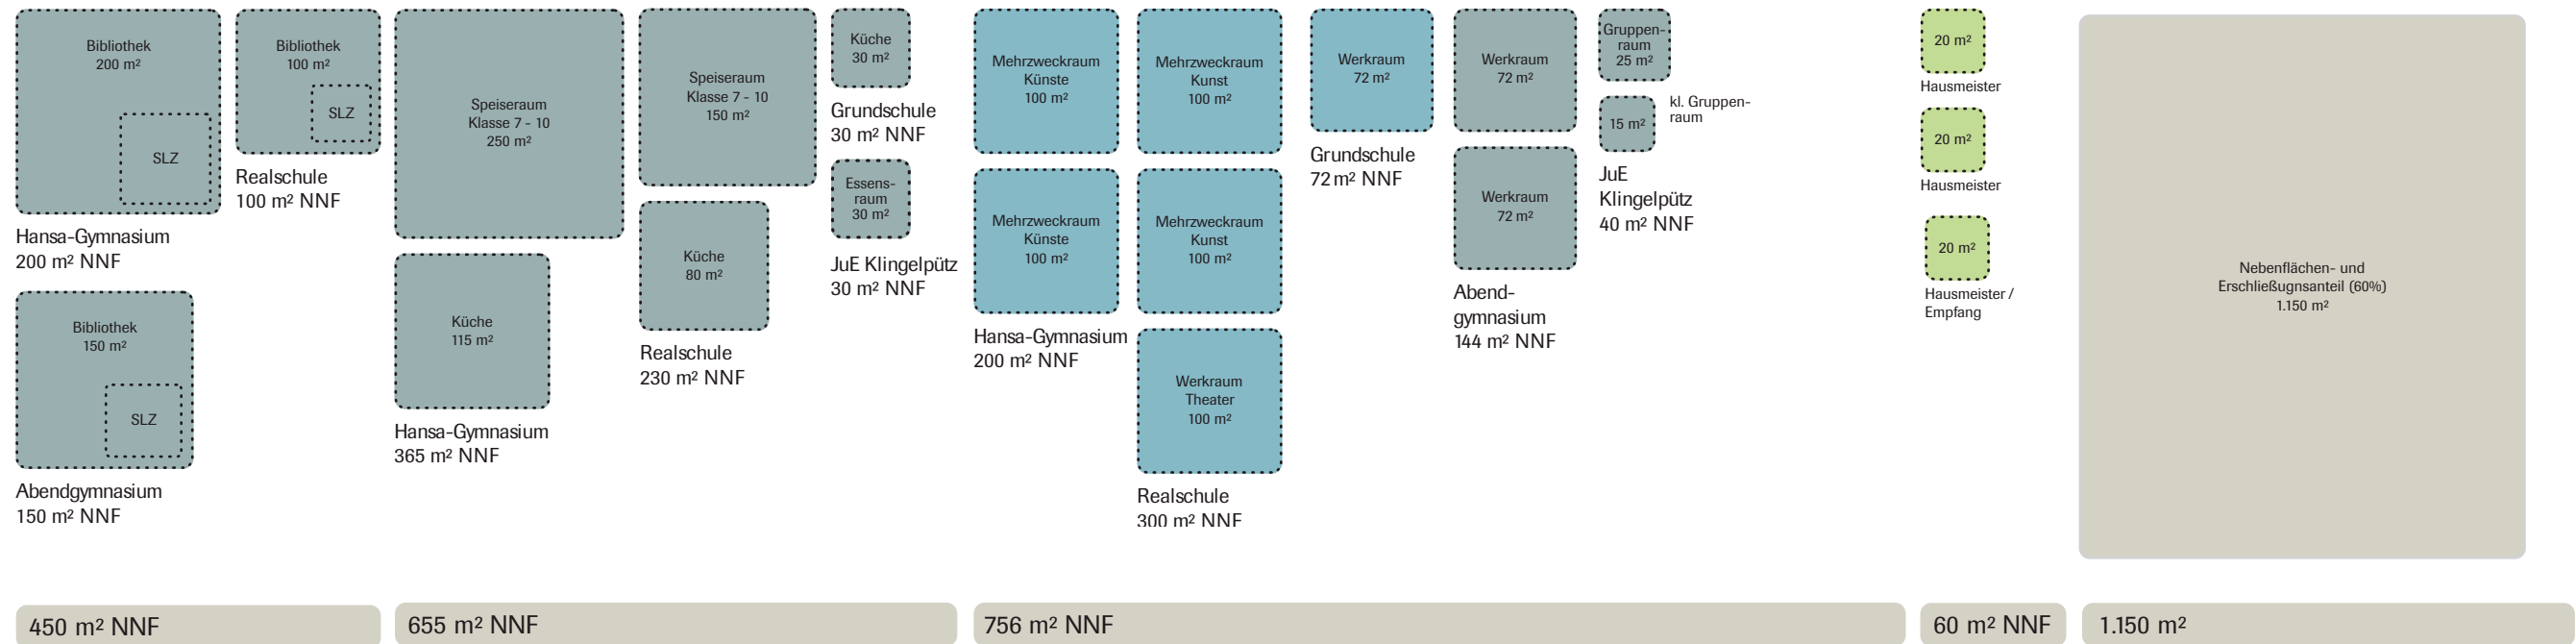 Bibliothek
200 m²
SLZ
Hansa-Gymnasium
200 m² NNF
Bibliothek
150 m²
SLZ
Abendgymnasium
150 m² NNF
Bibliothek
100 m²
SLZ
Realschule
100 m² NNF
Speiseraum
Klasse 7 - 10
250 m²
Küche
115 m²
Hansa-Gymnasium
365 m² NNF
Speiseraum
Klasse 7 - 10
150 m²
Küche
80 m²
Realschule
230 m² NNF
Küche
30 m²
Grundschule
30 m² NNF
Essens-
raum
30 m²
JuE Klingelpütz
30 m² NNF
Mehrzweckraum
Künste
100 m²
Mehrzweckraum
Künste
100 m²
Hansa-Gymnasium
200 m² NNF
Mehrzweckraum
Kunst
100 m²
Mehrzweckraum
Kunst
100 m²
Werkraum
Theater
100 m²
Realschule
300 m² NNF
Werkraum
72 m²
Grundschule
72 m² NNF
Werkraum
72 m²
Werkraum
72 m²
Abend-
gymnasium
144 m² NNF
Gruppen-
raum
25 m²
15 m²
kl. Gruppen-
raum
JuE
Klingelpütz
40 m² NNF
20 m²
Hausmeister
20 m²
Hausmeister
20 m²
Hausmeister /
Empfang
Nebenflächen- und
Erschließugnsanteil (60%)
1.150 m²
450 m² NNF
655 m² NNF
756 m² NNF
60 m² NNF
1.150 m²